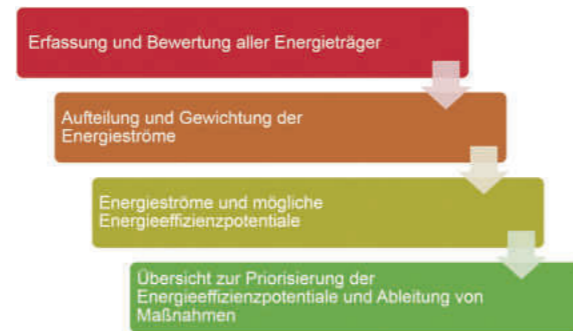 Erfassung und Bewertung aller Energieträger
Aufteilung und Gewichtung der
Energieströme
Energieströme und mögliche
Energieeffizienzpotentiale
Übersicht zur Priorisierung der
Energieeffizienzpotentiale und Ableitung von
Maßnahmen